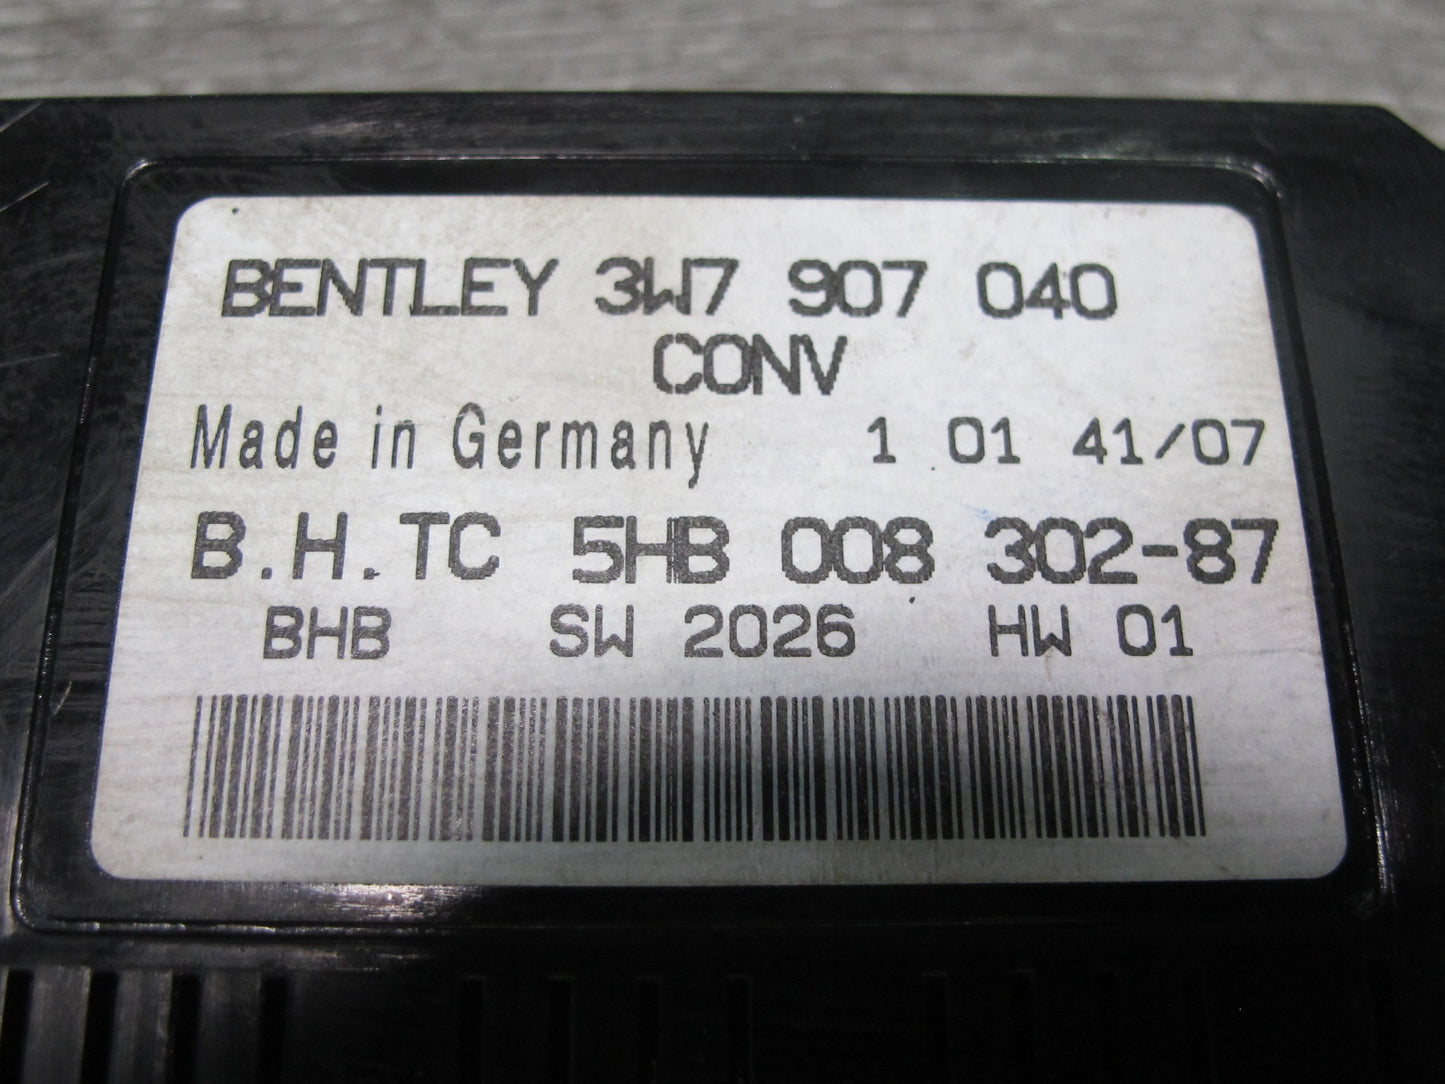 BENTLEY 3W7 907 040
CONV
Made in Germany 1 01 41/07
B.H.TC 5HB 008 302-87
BHB SW 2026 HW 01